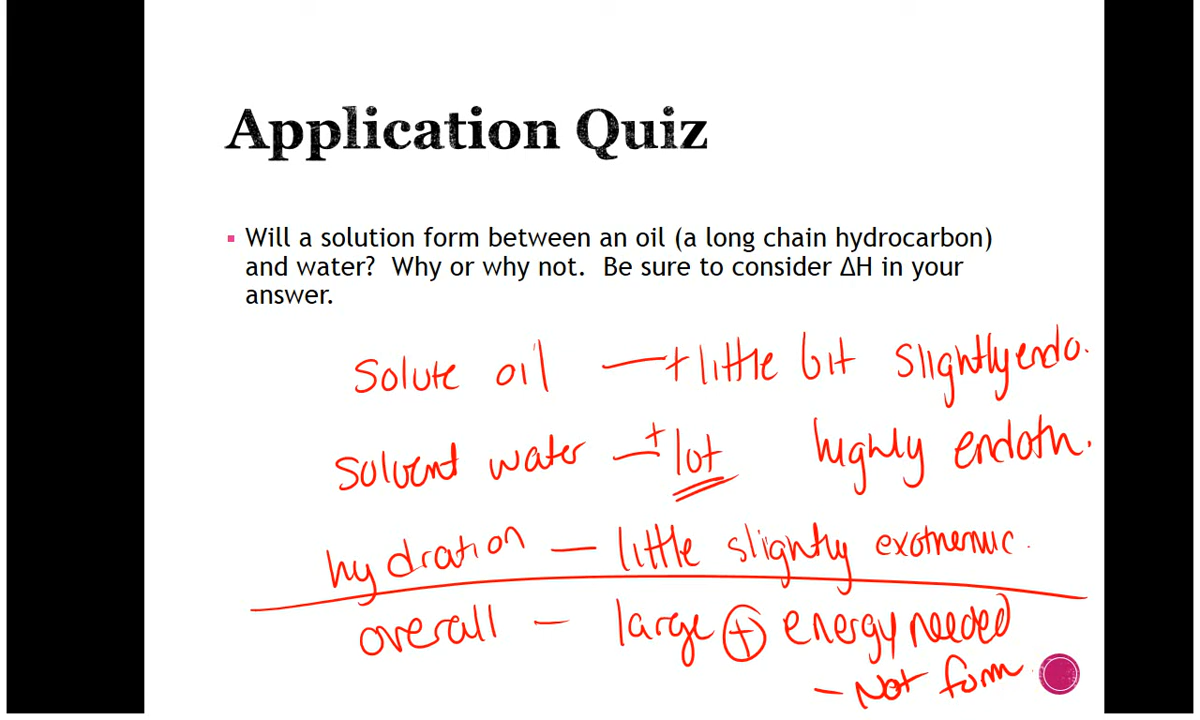 Application Quiz
Will a solution form between an oil (a long chain hydrocarbon)
and water? Why or why not. Be sure to consider ΔH in your
answer.
Solute oil — + little bit slightly endo.
Solvent water — + lot highly endoth.
hydration — little slightly exothermic.
overall — large + energy needed
— Not form